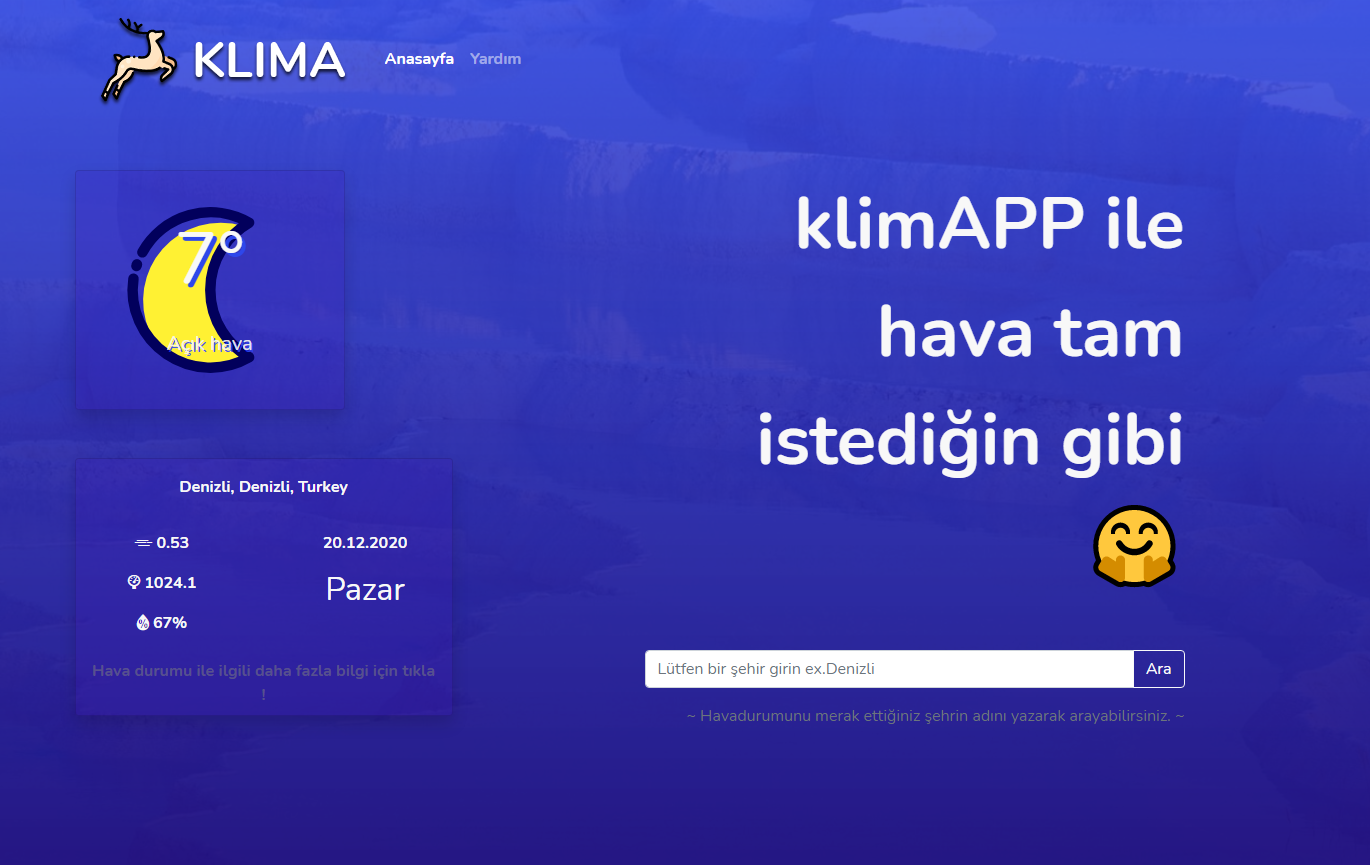 KLIMA
Anasayfa Yardım
7°
Açık hava
klimAPP ile
hava tam
istediğin gibi
Denizli, Denizli, Turkey
0.53
20.12.2020
1024.1
Pazar
67%
Hava durumu ile ilgili daha fazla bilgi için tıkla
!
Lütfen bir şehir girin ex.Denizli
Ara
~ Havadurumunu merak ettiğiniz şehrin adını yazarak arayabilirsiniz. ~